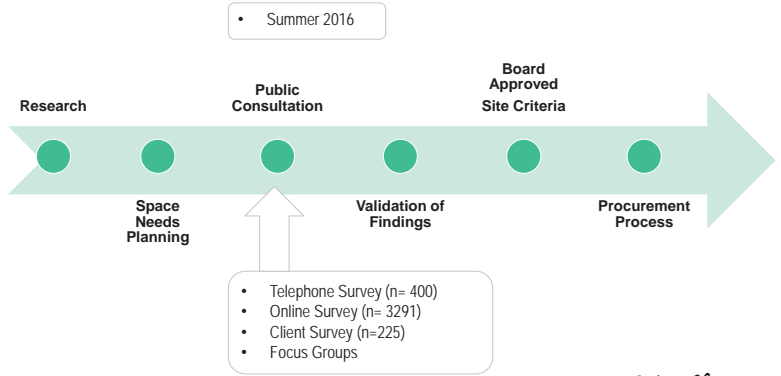 • Summer 2016
Research
Public
Consultation
Board
Approved
Site Criteria
Space
Needs
Planning
Validation of
Findings
Procurement
Process
• Telephone Survey (n= 400)
• Online Survey (n= 3291)
• Client Survey (n=225)
• Focus Groups